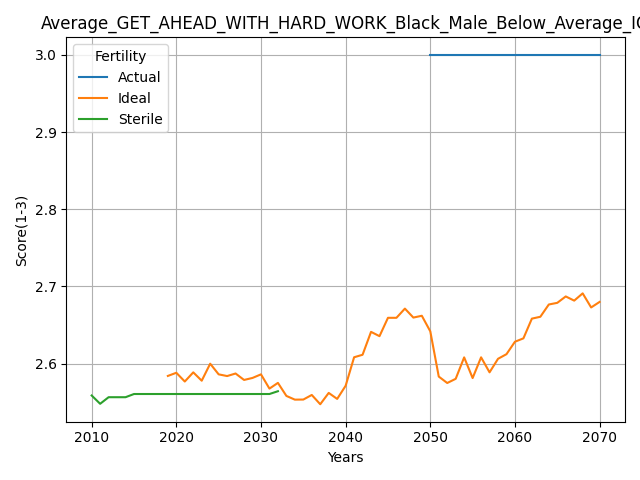 Average_GET_AHEAD_WITH_HARD_WORK_Black_Male_Below_Average_IQ
Fertility
Actual
Ideal
Sterile
3.0
2.9
2.8
2.7
2.6
Score(1-3)
2010 2020 2030 2040 2050 2060 2070
Years